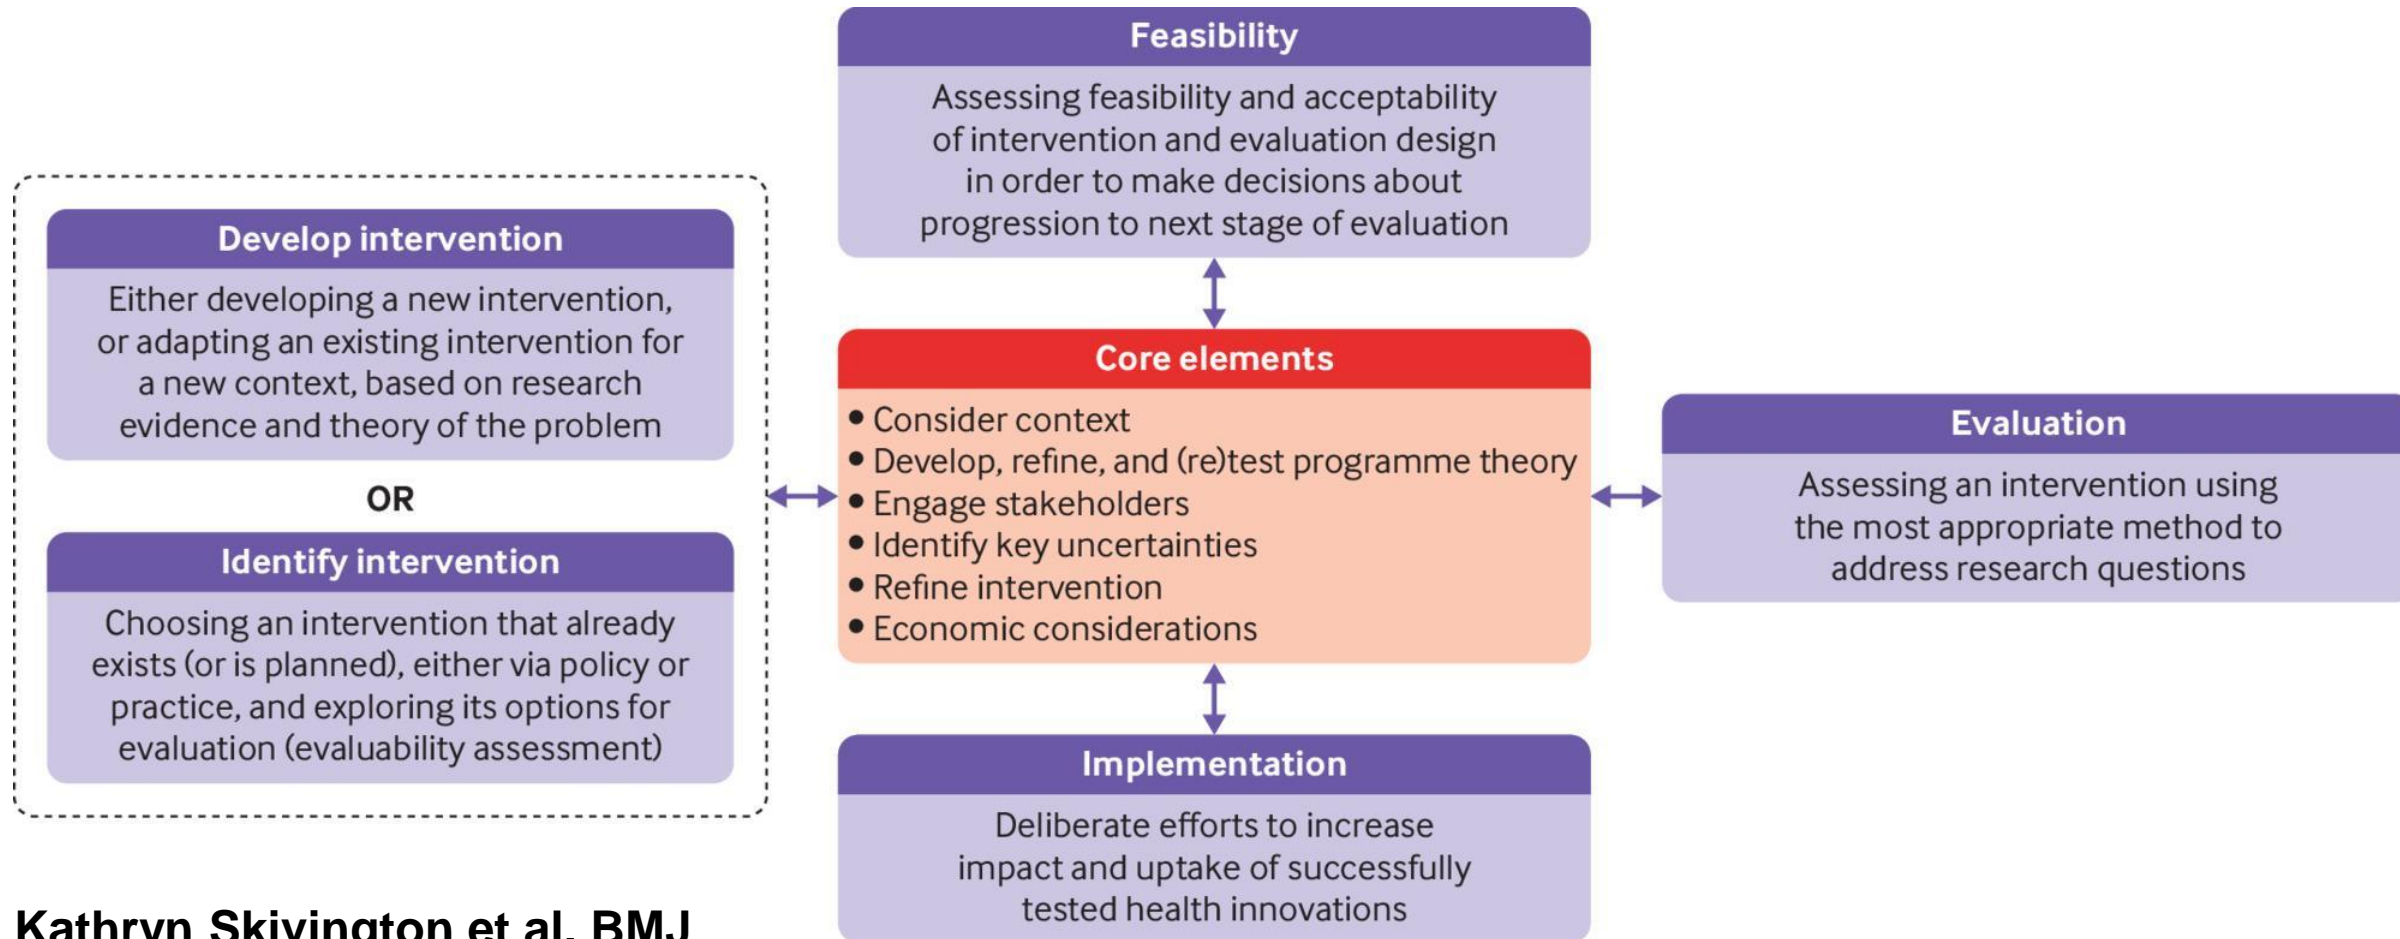 Feasibility
Assessing feasibility and acceptability
of intervention and evaluation design
in order to make decisions about
progression to next stage of evaluation
Develop intervention
Either developing a new intervention,
or adapting an existing intervention for
a new context, based on research
evidence and theory of the problem
OR
Identify intervention
Choosing an intervention that already
exists (or is planned), either via policy or
practice, and exploring its options for
evaluation (evaluability assessment)
Core elements
• Consider context
• Develop, refine, and (re)test programme theory
• Engage stakeholders
• Identify key uncertainties
• Refine intervention
• Economic considerations
Evaluation
Assessing an intervention using
the most appropriate method to
address research questions
Implementation
Deliberate efforts to increase
impact and uptake of successfully
tested health innovations
Kathryn Skivington et al. BMJ